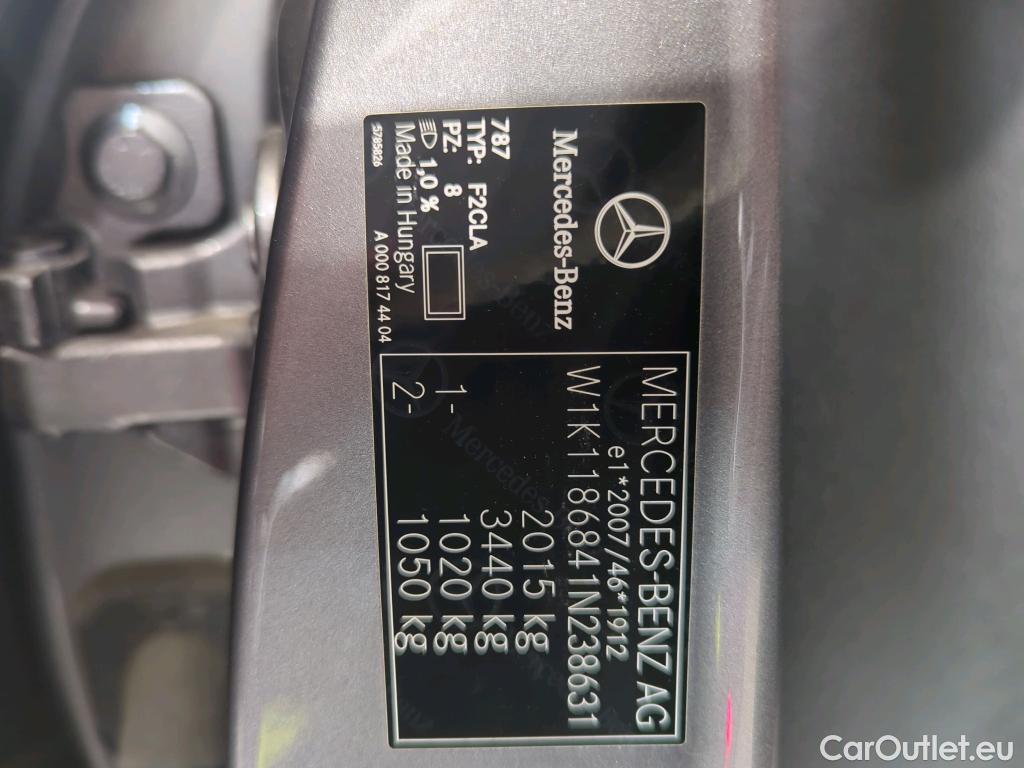 Mercedes-Benz
787
TYP: F2CLA
PZ: 8
1,0 %
Made in Hungary
5785826
A 000 817 44 04
MERCEDES-BENZ AG
e1*2007/46*1912
W1K1186841N238631
2015 kg
3440 kg
1- 1020 kg
2- 1050 kg
CarOutlet.eu